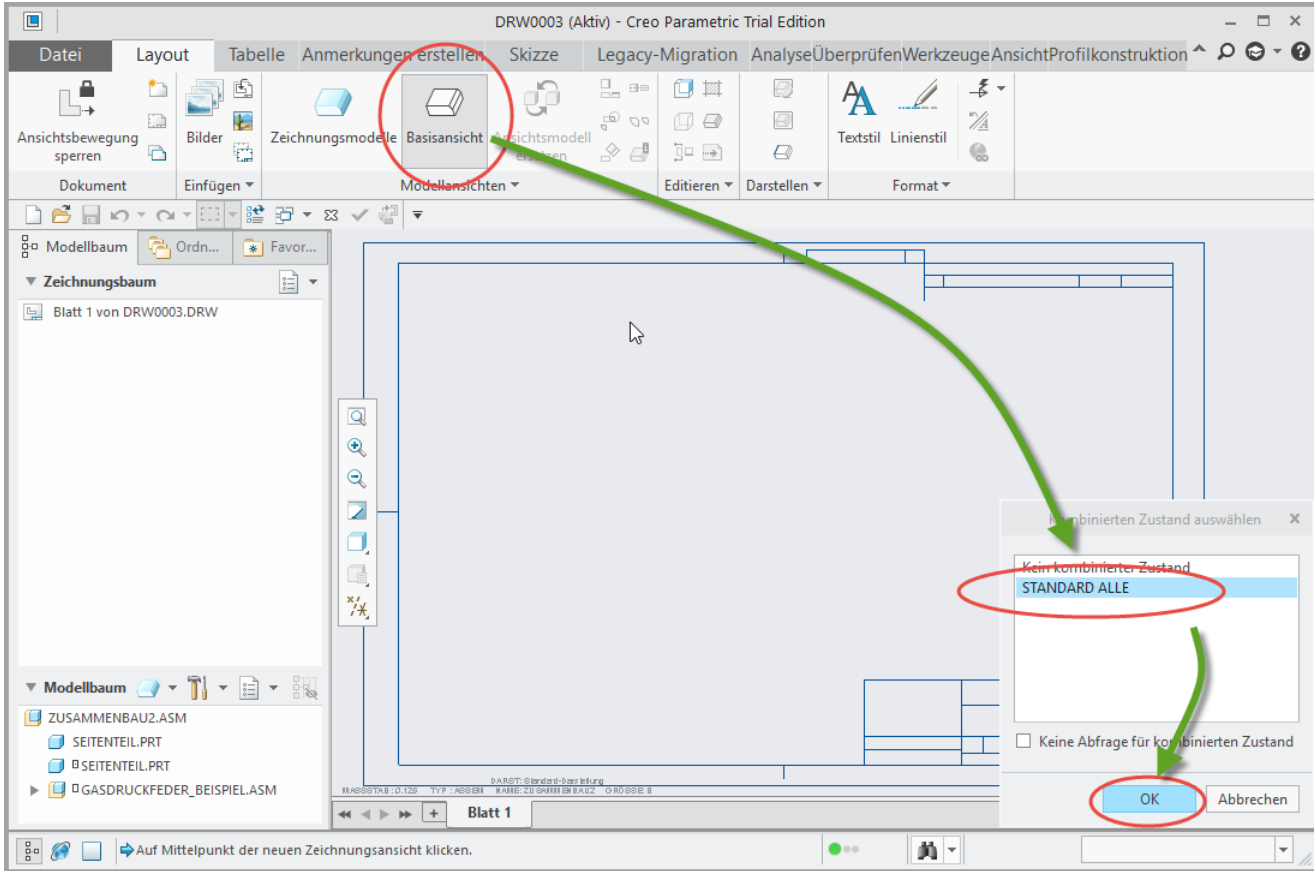 DRW0003 (Aktiv) - Creo Parametric Trial Edition
Datei Layout Tabelle Anmerkungen erstellen Skizze Legacy-Migration Analyse Überprüfen Werkzeuge Ansicht Profilkonstruktion
Ansichtsbewegung sperren
Bilder
Zeichnungsmodelle
Basisansicht
Ansichtsmodell ersetzen
Textstil
Linienstil
Dokument Einfügen Modellansichten Editieren Darstellen Format
Modellbaum Ordn... Favor...
Zeichnungsbaum
Blatt 1 von DRW0003.DRW
Kombinierten Zustand auswählen
Kein kombinierter Zustand
STANDARD ALLE
Keine Abfrage für kombinierten Zustand
OK Abbrechen
Modellbaum
ZUSAMMENBAU2.ASM
SEITENTEIL.PRT
SEITENTEIL.PRT
GASDRUCKFEDER_BEISPIEL.ASM
DARST: Standard-Darstellung
MASSSTAB : 0.125 TYP : ASSEM NAME: ZUSAMMENBAU2 GRÖSSE: B
Blatt 1
Auf Mittelpunkt der neuen Zeichnungsansicht klicken.